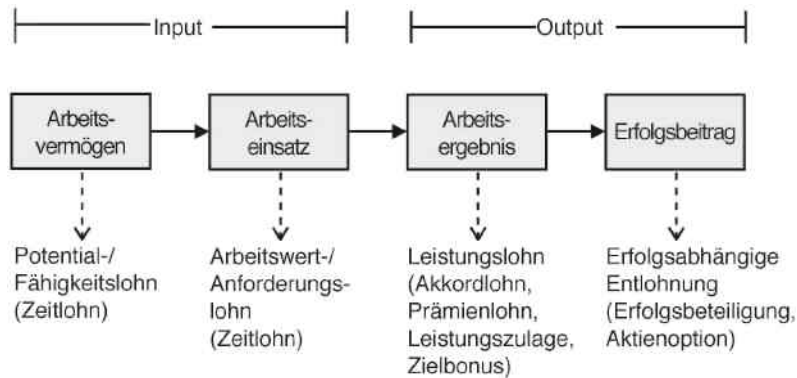 Input
Output
Arbeits-
vermögen
Arbeits-
einsatz
Arbeits-
ergebnis
Erfolgsbeitrag
Potential-/
Fähigkeitslohn
(Zeitlohn)
Arbeitswert-/
Anforderungs-
lohn
(Zeitlohn)
Leistungslohn
(Akkordlohn,
Prämienlohn,
Leistungszulage,
Zielbonus)
Erfolgsabhängige
Entlohnung
(Erfolgsbeteiligung,
Aktienoption)